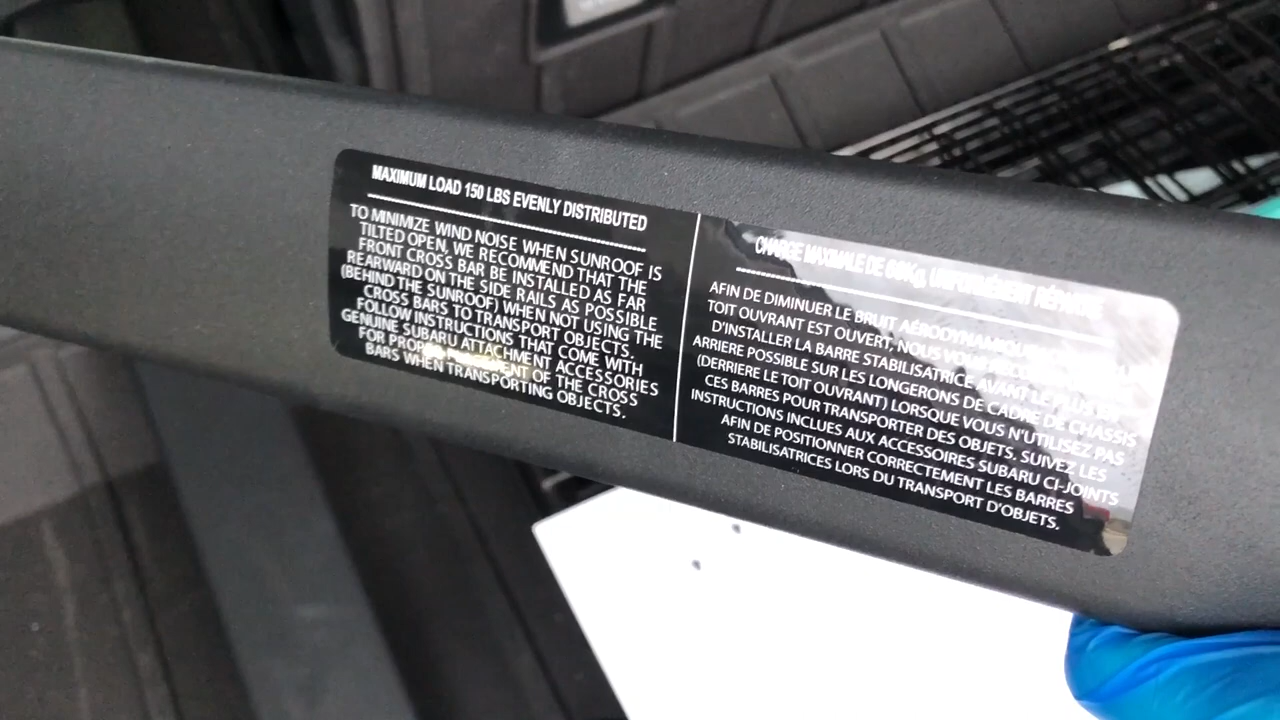 MAXIMUM LOAD 150 LBS EVENLY DISTRIBUTED
TO MINIMIZE WIND NOISE WHEN SUNROOF IS
TILTED OPEN, WE RECOMMEND THAT THE
FRONT CROSS BAR BE INSTALLED AS FAR
REARWARD ON THE SIDE RAILS AS POSSIBLE
(BEHIND THE SUNROOF) WHEN NOT USING THE
CROSS BARS TO TRANSPORT OBJECTS.
FOLLOW INSTRUCTIONS THAT COME WITH
GENUINE SUBARU ATTACHMENT ACCESSORIES
FOR OF THE CROSS
BARS WHEN TRANSPORTING OBJECTS.
CHARGE MAXIMALE DE UNIFORMÉMENT RÉPARTIE
AFIN DE DIMINUER LE BRUIT AÉRODYNAMIQUE
TOIT OUVRANT EST OUVERT, NOUS VOUS
D'INSTALLER LA BARRE STABILISATRICE AVANT LE PLUS EN
ARRIERE POSSIBLE SUR LES LONGERONS DE CADRE DE CHASSIS
(DERRIERE LE TOIT OUVRANT) LORSQUE VOUS N'UTILISEZ PAS
CES BARRES POUR TRANSPORTER DES OBJETS. SUIVEZ LES
INSTRUCTIONS INCLUES AUX ACCESSOIRES SUBARU CI-JOINTS
AFIN DE POSITIONNER CORRECTEMENT LES BARRES
STABILISATRICES LORS DU TRANSPORT D'OBJETS.